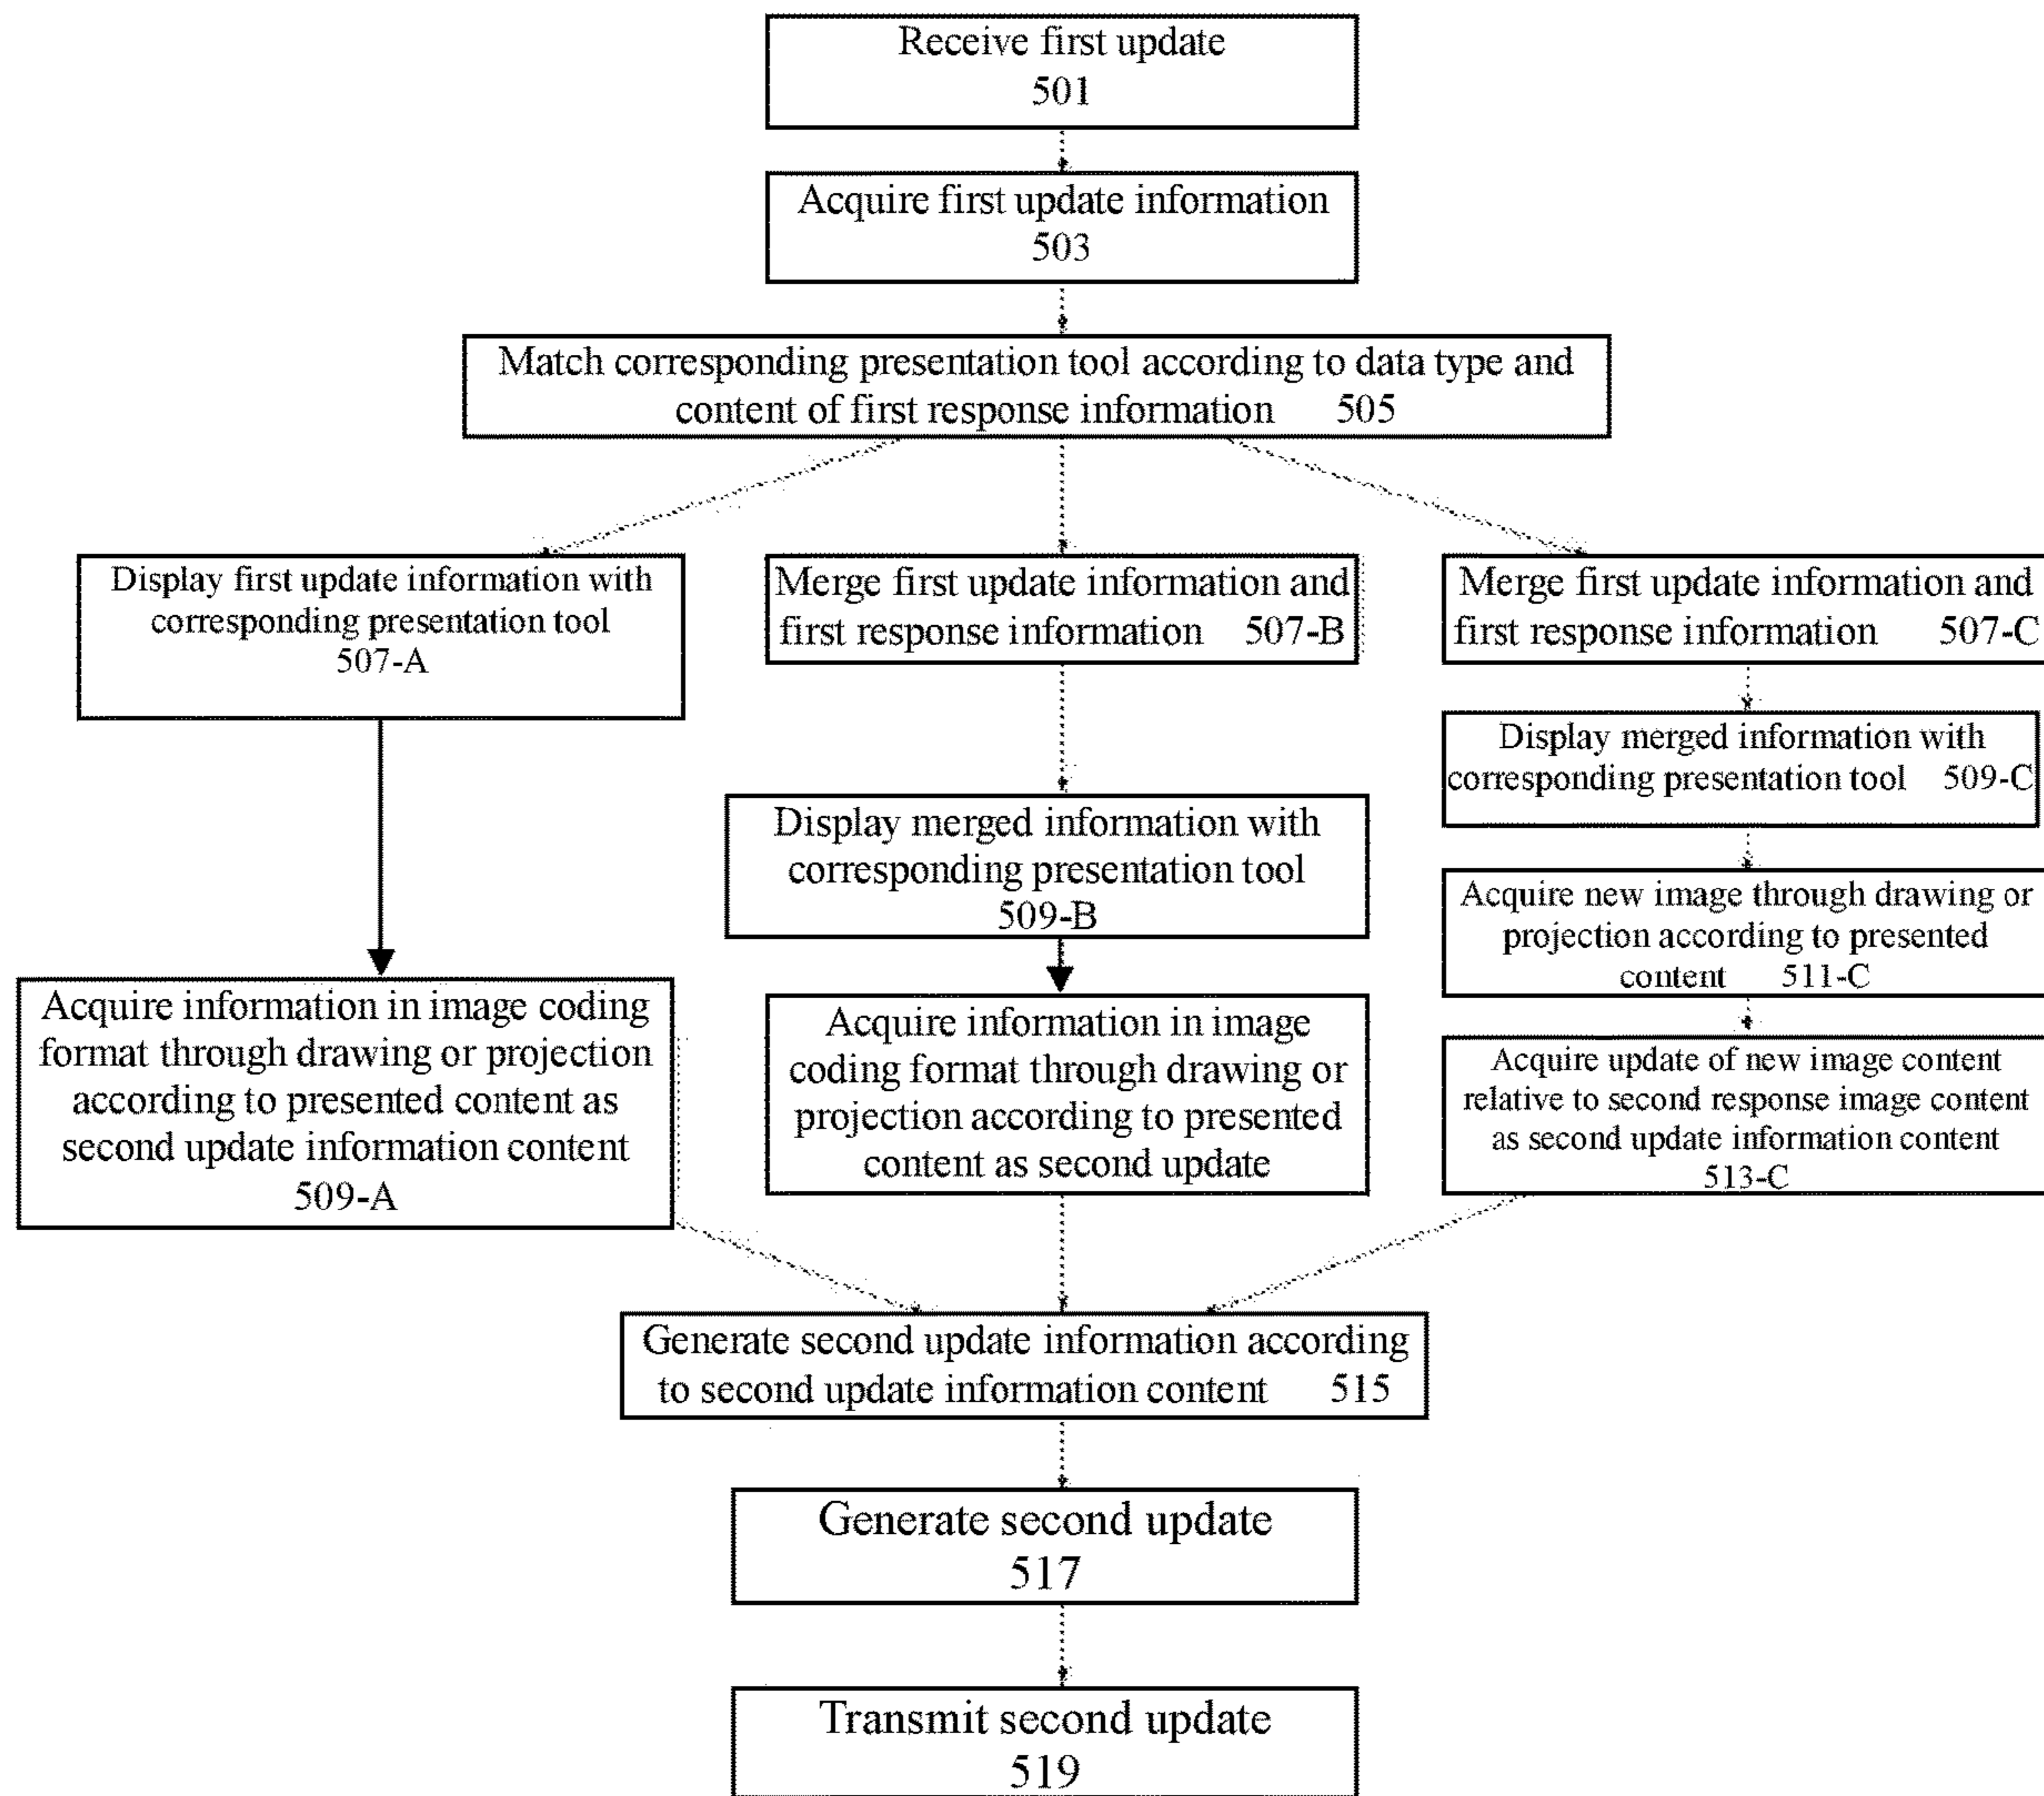 Receive first update
501
Acquire first update information
503
Match corresponding presentation tool according to data type and
content of first response information 505
Display first update information with
corresponding presentation tool
507-A
Merge first update information and
first response information 507-B
Merge first update information and
first response information 507-C
Display merged information with
corresponding presentation tool 509-C
Display merged information with
corresponding presentation tool
509-B
Acquire new image through drawing or
projection according to presented
content 511-C
Acquire information in image coding
format through drawing or projection
according to presented content as
second update information content
509-A
Acquire information in image
coding format through drawing or
projection according to presented
content as second update
Acquire update of new image content
relative to second response image content
as second update information content
513-C
Generate second update information according
to second update information content 515
Generate second update
517
Transmit second update
519